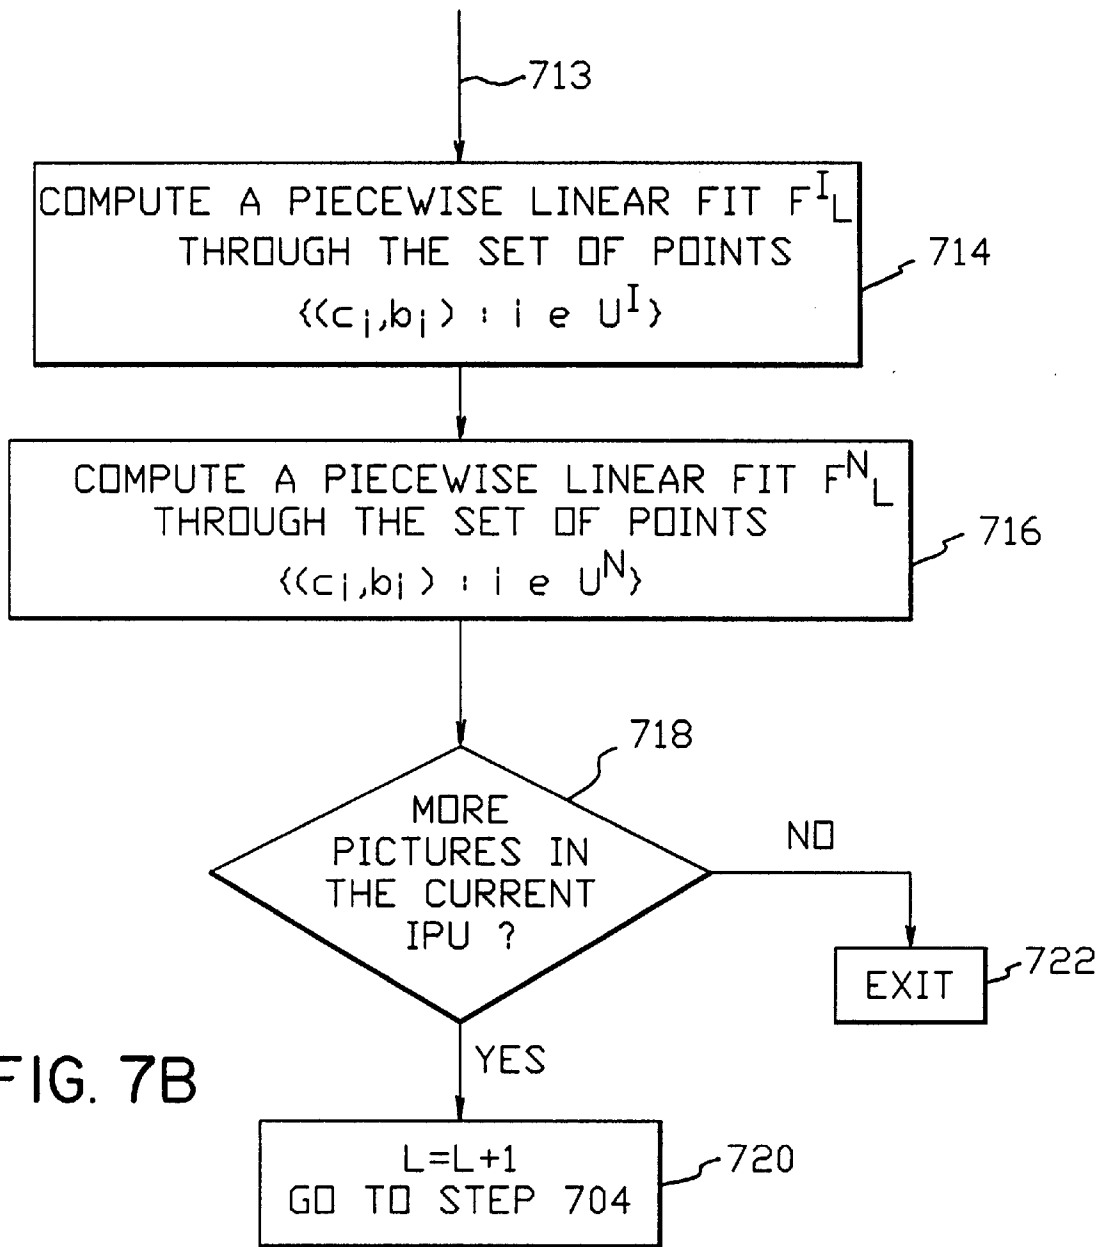 713
COMPUTE A PIECEWISE LINEAR FIT F^I_L
THROUGH THE SET OF POINTS
{(c_i,b_i) : i e U^I}
714
COMPUTE A PIECEWISE LINEAR FIT F^N_L
THROUGH THE SET OF POINTS
{(c_i,b_i) : i e U^N}
716
718
MORE
PICTURES IN
THE CURRENT
IPU ?
NO
EXIT
722
YES
FIG. 7B
L=L+1
GO TO STEP 704
720